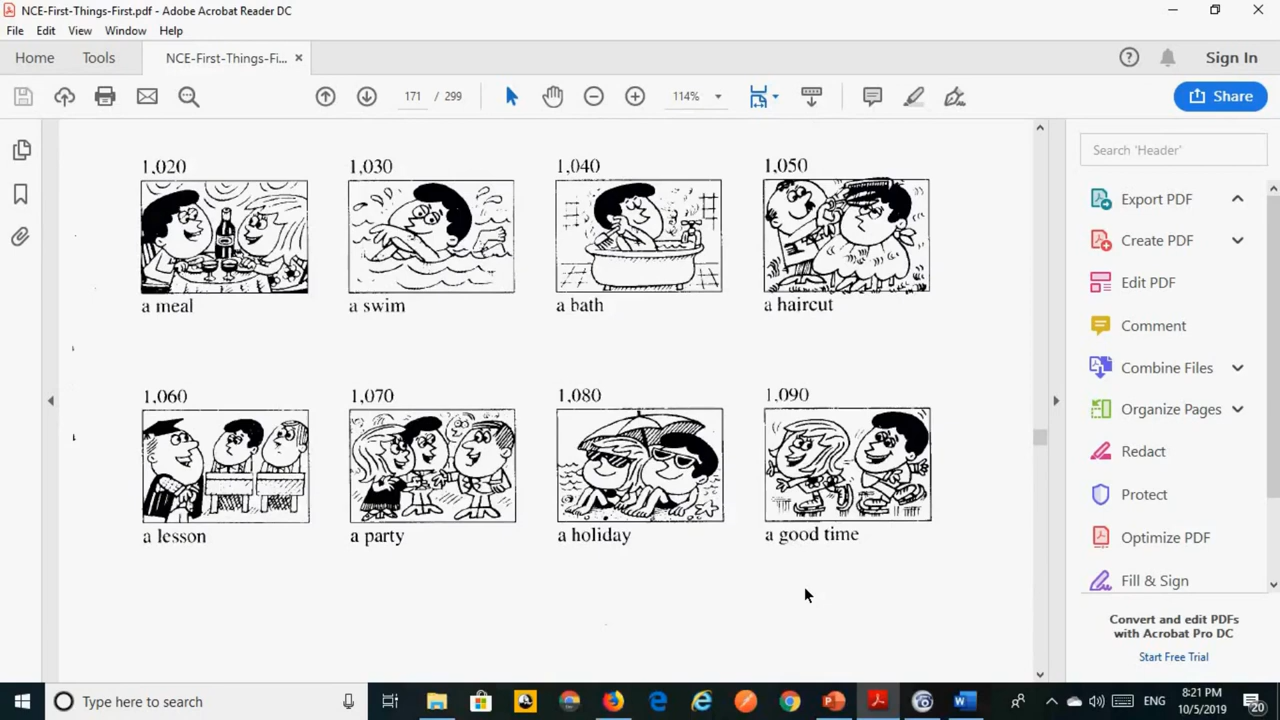 NCE-First-Things-First.pdf - Adobe Acrobat Reader DC
File Edit View Window Help
Home Tools NCE-First-Things-Fi... × Sign In
171 / 299 114% Share
1,020 1,030 1,040 1,050
a meal a swim a bath a haircut
1,060 1,070 1,080 1,090
a lesson a party a holiday a good time
Search 'Header'
Export PDF
Create PDF
Edit PDF
Comment
Combine Files
Organize Pages
Redact
Protect
Optimize PDF
Fill & Sign
Convert and edit PDFs
with Acrobat Pro DC
Start Free Trial
Type here to search ENG 8:21 PM
10/5/2019 20